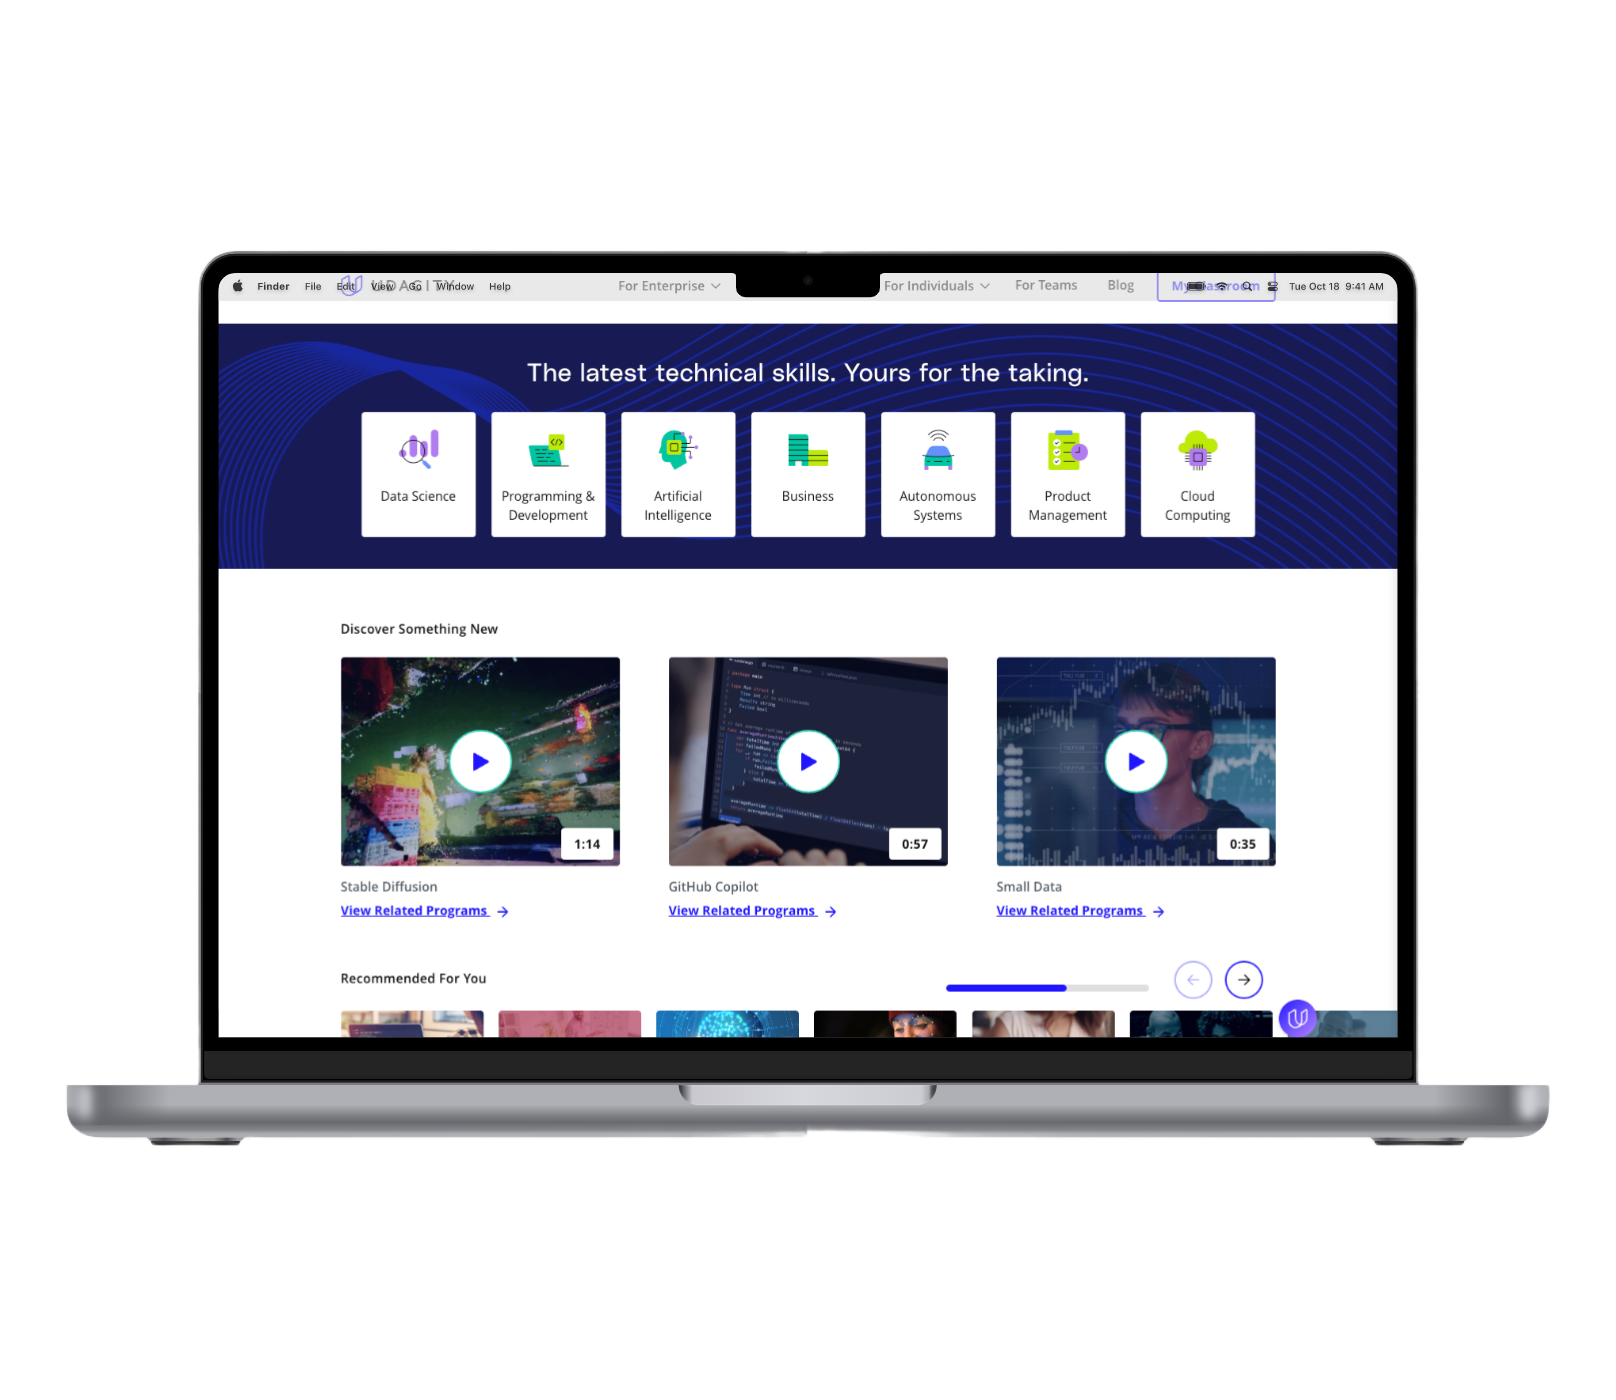 Finder File Edit View Go Window Help
UDACITY For Enterprise For Individuals For Teams Blog My Classroom
Tue Oct 18 9:41 AM
The latest technical skills. Yours for the taking.
Data Science
Programming &
Development
Artificial
Intelligence
Business
Autonomous
Systems
Product
Management
Cloud
Computing
Discover Something New
1:14
0:57
0:35
Stable Diffusion
GitHub Copilot
Small Data
View Related Programs
View Related Programs
View Related Programs
Recommended For You